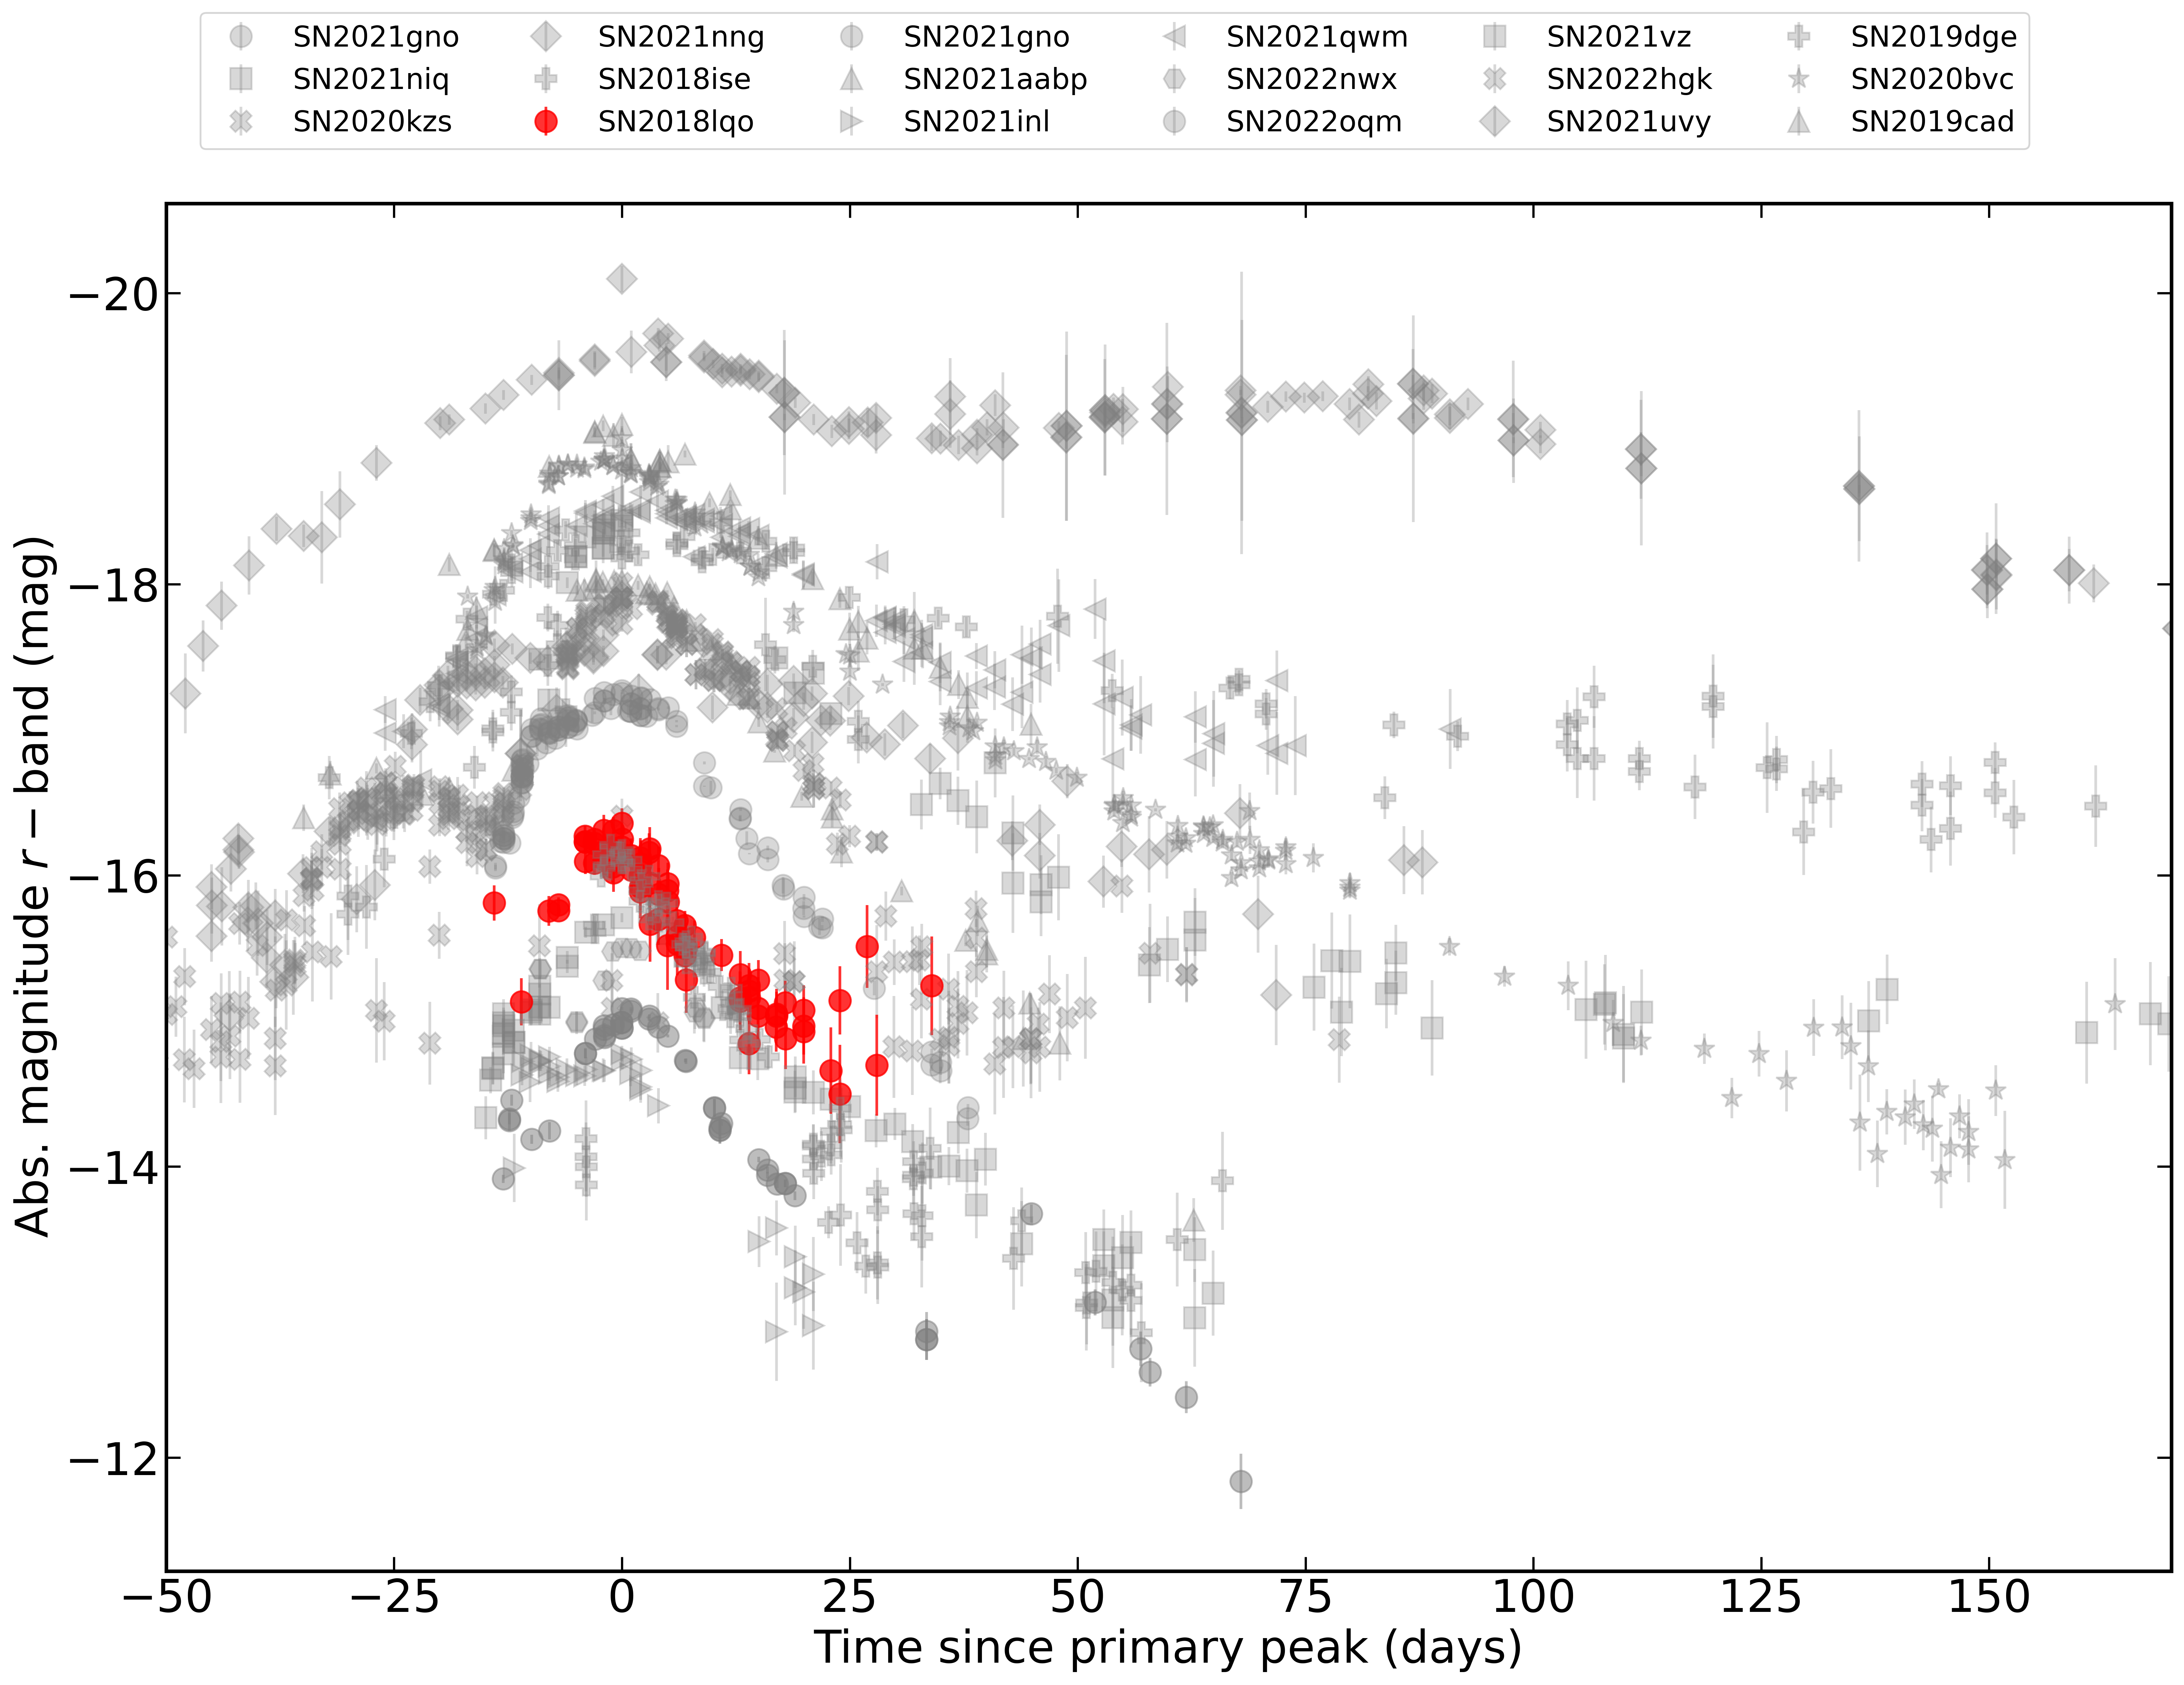 SN2021gno SN2021nng SN2021gno SN2021qwm SN2021vz SN2019dge
SN2021niq SN2018ise SN2021aabp SN2022nwx SN2022hgk SN2020bvc
SN2020kzs SN2018lqo SN2021inl SN2022oqm SN2021uvy SN2019cad
Abs. magnitude r − band (mag)
−20
−18
−16
−14
−12
−50 −25 0 25 50 75 100 125 150
Time since primary peak (days)